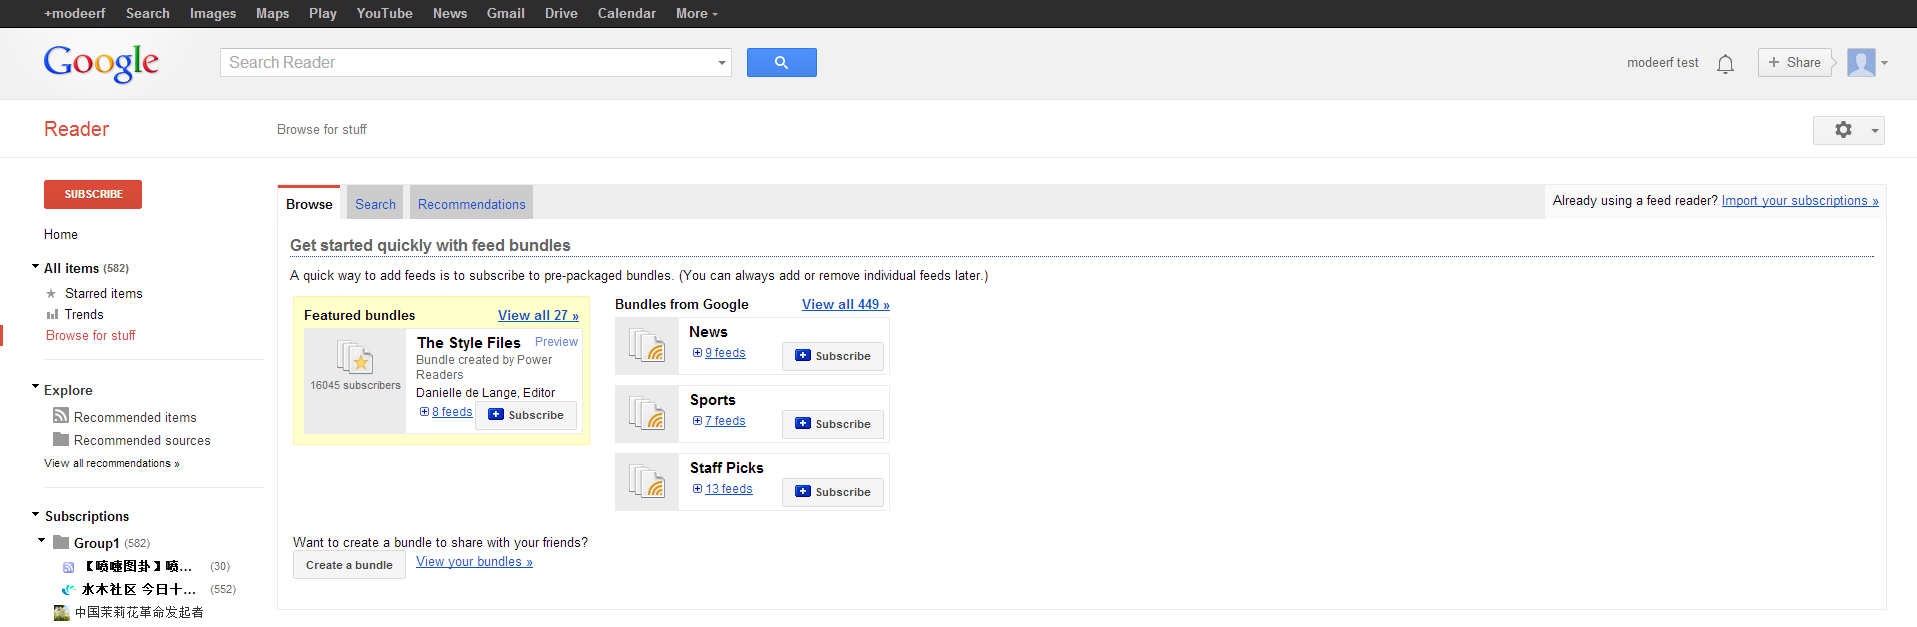 +modeerf Search Images Maps Play YouTube News Gmail Drive Calendar More
Google
Search Reader
modeerf test
+ Share
Reader
Browse for stuff
SUBSCRIBE
Home
All items (582)
Starred items
Trends
Browse for stuff
Explore
Recommended items
Recommended sources
View all recommendations »
Subscriptions
Group1 (582)
【喷嚏图卦】喷... (30)
水木社区 今日十... (552)
中国茉莉花革命发起者
Browse Search Recommendations
Already using a feed reader? Import your subscriptions »
Get started quickly with feed bundles
A quick way to add feeds is to subscribe to pre-packaged bundles. (You can always add or remove individual feeds later.)
Featured bundles View all 27 »
The Style Files Preview
Bundle created by Power
Readers
16045 subscribers
Danielle de Lange, Editor
8 feeds Subscribe
Bundles from Google View all 449 »
News
9 feeds Subscribe
Sports
7 feeds Subscribe
Staff Picks
13 feeds Subscribe
Want to create a bundle to share with your friends?
Create a bundle View your bundles »